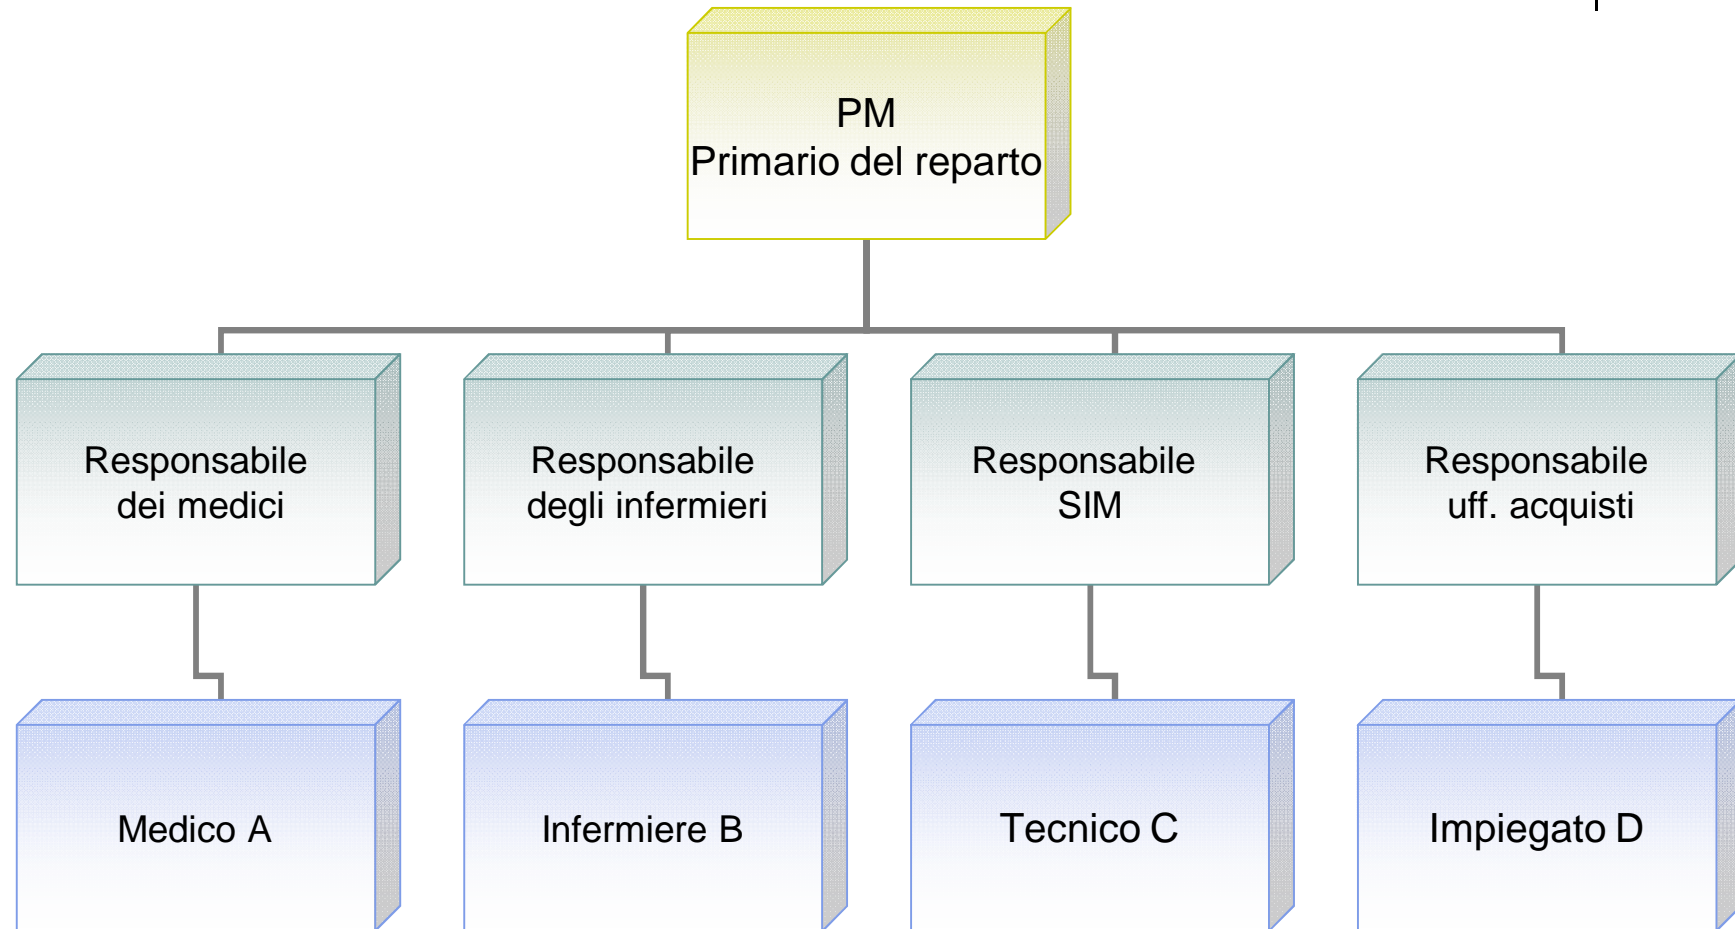 PM
Primario del reparto
Responsabile
dei medici
Responsabile
degli infermieri
Responsabile
SIM
Responsabile
uff. acquisti
Medico A
Infermiere B
Tecnico C
Impiegato D